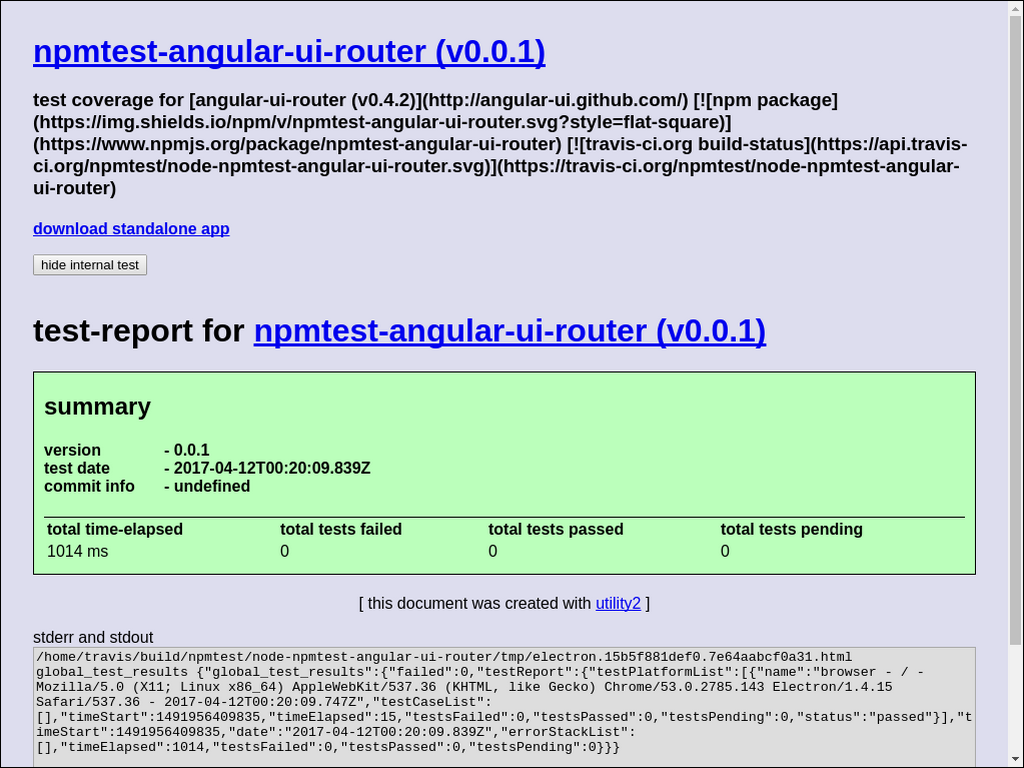 npmtest-angular-ui-router (v0.0.1)
test coverage for [angular-ui-router (v0.4.2)](http://angular-ui.github.com/) [![npm package]
(https://img.shields.io/npm/v/npmtest-angular-ui-router.svg?style=flat-square)]
(https://www.npmjs.org/package/npmtest-angular-ui-router) [![travis-ci.org build-status](https://api.travis-
ci.org/npmtest/node-npmtest-angular-ui-router.svg)](https://travis-ci.org/npmtest/node-npmtest-angular-
ui-router)
download standalone app
hide internal test
test-report for npmtest-angular-ui-router (v0.0.1)
summary
version - 0.0.1
test date - 2017-04-12T00:20:09.839Z
commit info - undefined
total time-elapsed total tests failed total tests passed total tests pending
1014 ms 0 0 0
[ this document was created with utility2 ]
stderr and stdout
/home/travis/build/npmtest/node-npmtest-angular-ui-router/tmp/electron.15b5f881def0.7e64aabcf0a31.html
global_test_results {"global_test_results":{"failed":0,"testReport":{"testPlatformList":[{"name":"browser - / -
Mozilla/5.0 (X11; Linux x86_64) AppleWebKit/537.36 (KHTML, like Gecko) Chrome/53.0.2785.143 Electron/1.4.15
Safari/537.36 - 2017-04-12T00:20:09.747Z","testCaseList":
[],"timeStart":1491956409835,"timeElapsed":15,"testsFailed":0,"testsPassed":0,"testsPending":0,"status":"passed"}],"t
imeStart":1491956409835,"date":"2017-04-12T00:20:09.839Z","errorStackList":
[],"timeElapsed":1014,"testsFailed":0,"testsPassed":0,"testsPending":0}}}